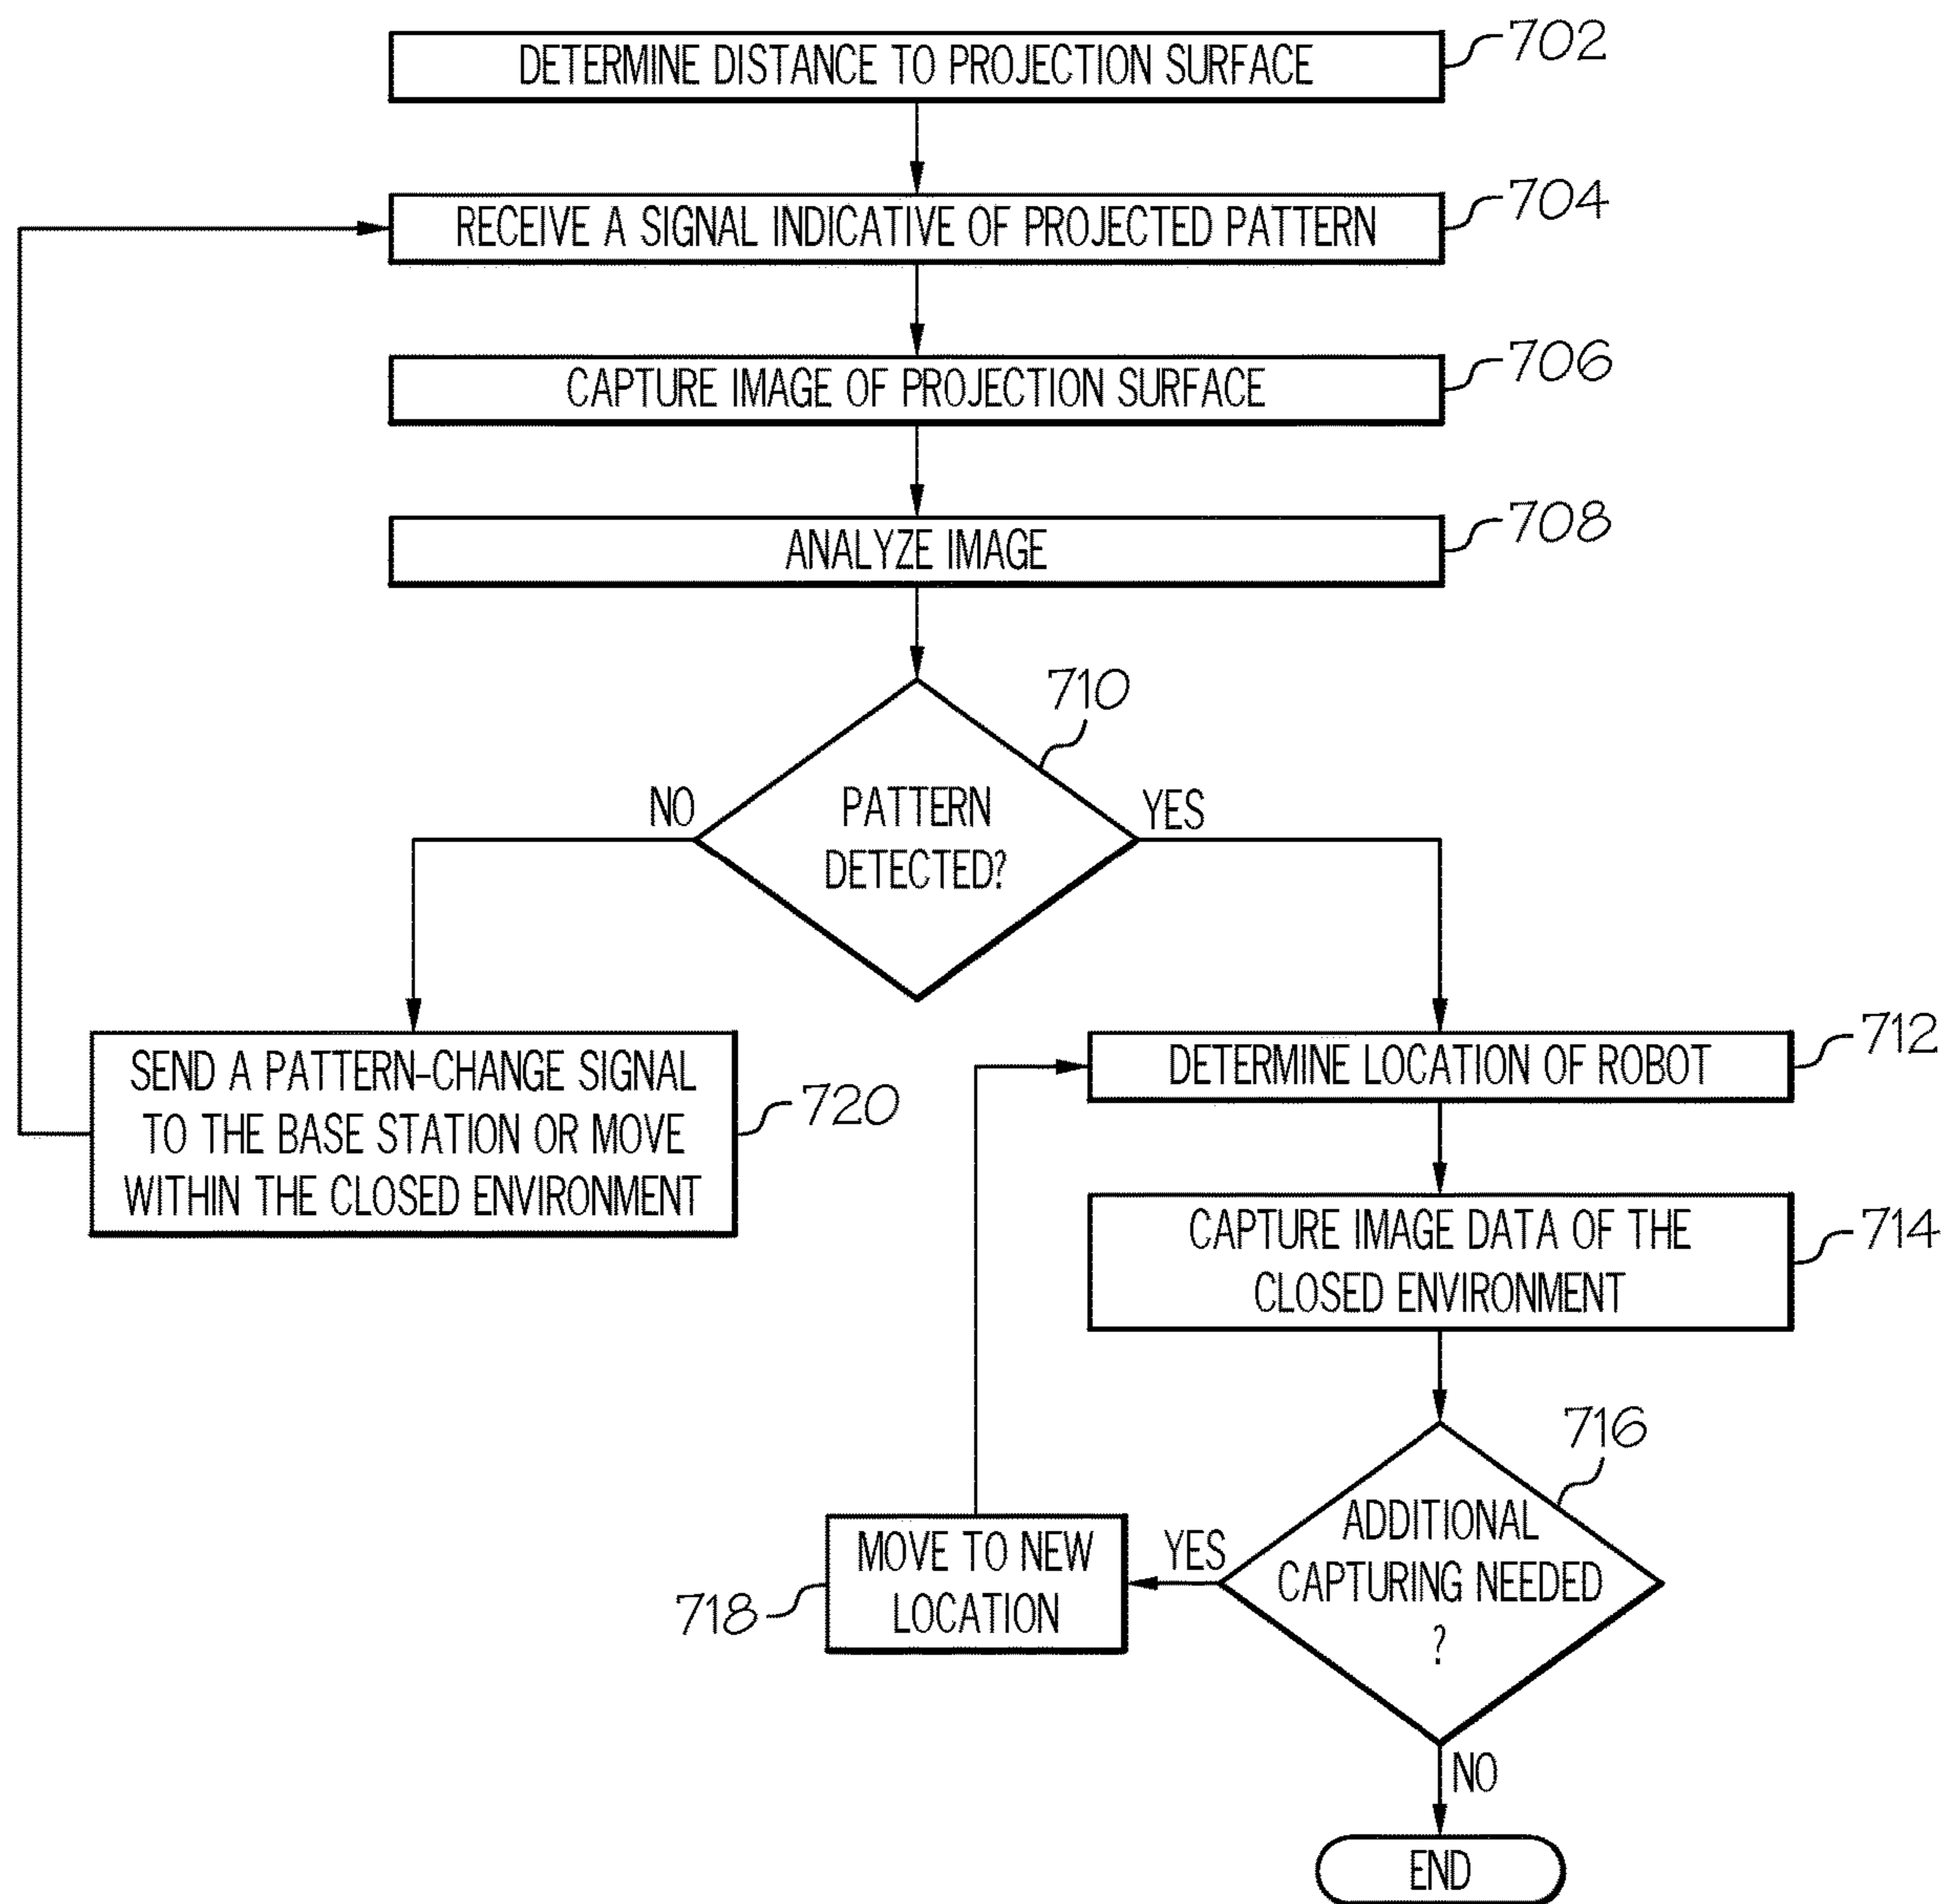 DETERMINE DISTANCE TO PROJECTION SURFACE
702
RECEIVE A SIGNAL INDICATIVE OF PROJECTED PATTERN
704
CAPTURE IMAGE OF PROJECTION SURFACE
706
ANALYZE IMAGE
708
710
NO
PATTERN
DETECTED?
YES
SEND A PATTERN-CHANGE SIGNAL
TO THE BASE STATION OR MOVE
WITHIN THE CLOSED ENVIRONMENT
720
DETERMINE LOCATION OF ROBOT
712
CAPTURE IMAGE DATA OF THE
CLOSED ENVIRONMENT
714
716
ADDITIONAL
CAPTURING NEEDED
?
YES
MOVE TO NEW
LOCATION
718
NO
END